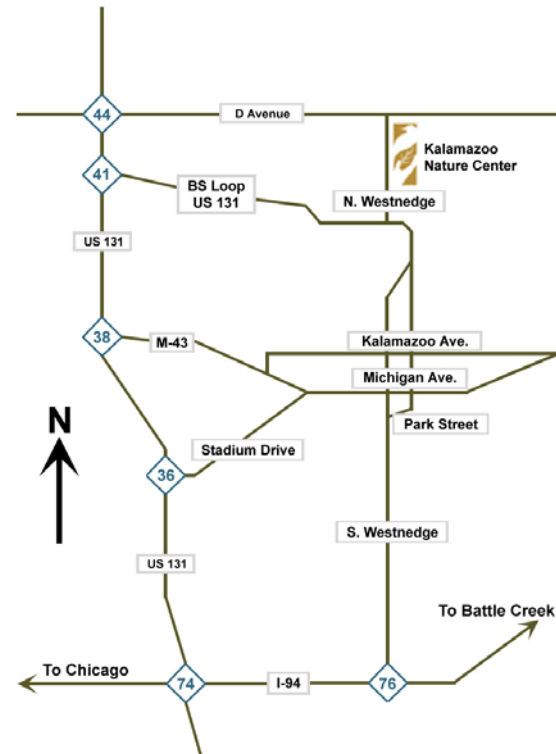 44
D Avenue
Kalamazoo
Nature Center
41
BS Loop
US 131
N. Westnedge
US 131
38
M-43
Kalamazoo Ave.
Michigan Ave.
N
Park Street
Stadium Drive
36
S. Westnedge
US 131
To Battle Creek
To Chicago
74
I-94
76